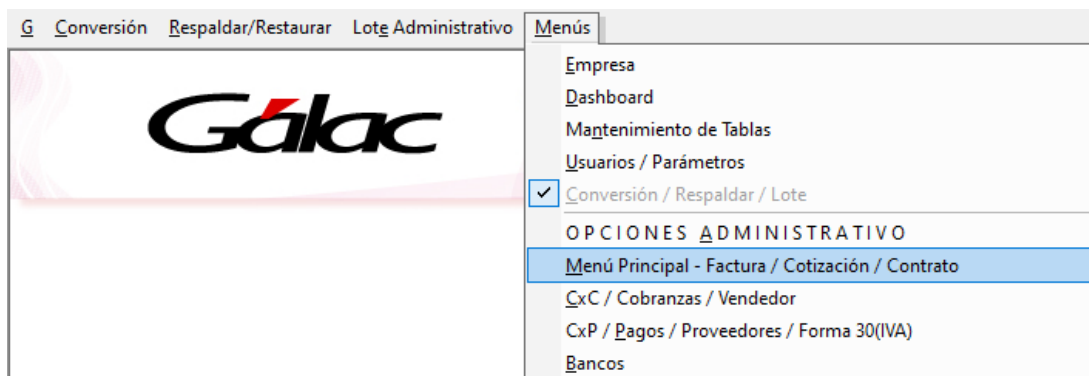 G Conversión Respaldar/Restaurar Lote Administrativo Menús
Gálac
Empresa
Dashboard
Mantenimiento de Tablas
Usuarios / Parámetros
Conversión / Respaldar / Lote
OPCIONES ADMINISTRATIVO
Menú Principal - Factura / Cotización / Contrato
CxC / Cobranzas / Vendedor
CxP / Pagos / Proveedores / Forma 30(IVA)
Bancos